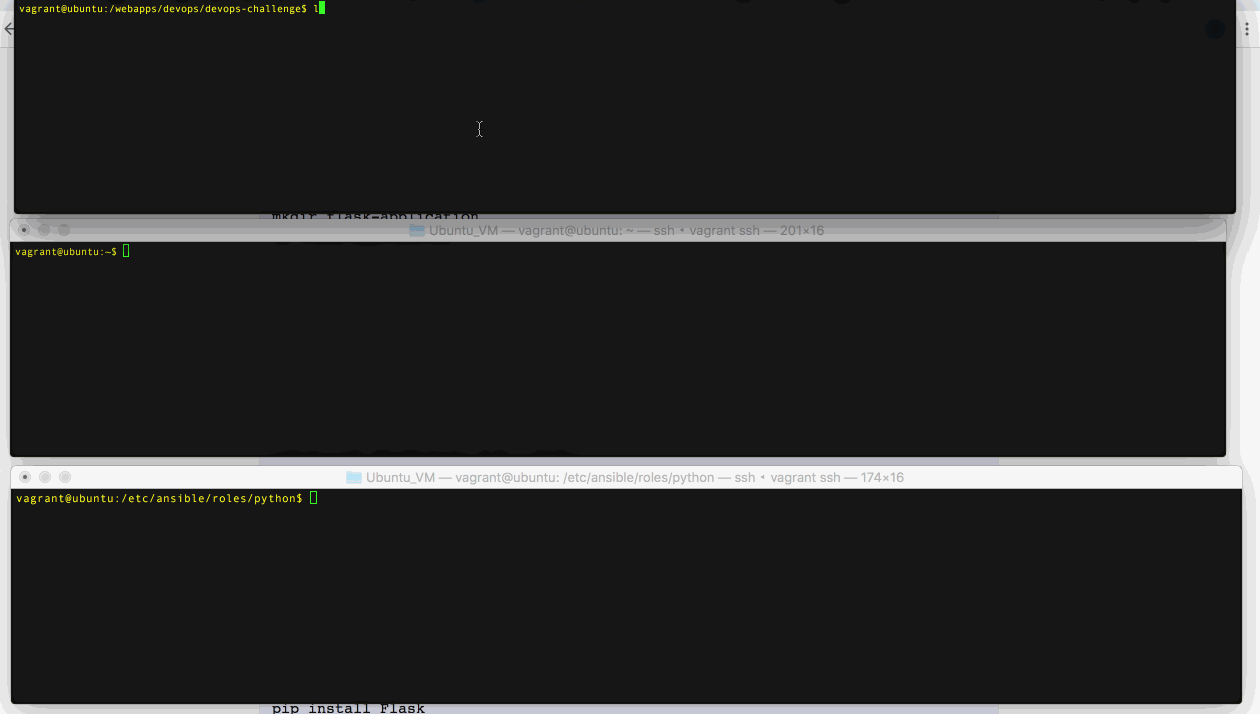 vagrant@ubuntu:/webapps/devops/devops-challenge$ l
mkdir flask-application
Ubuntu_VM — vagrant@ubuntu: ~ — ssh ‹ vagrant ssh — 201×16
vagrant@ubuntu:~$
Ubuntu_VM — vagrant@ubuntu: /etc/ansible/roles/python — ssh ‹ vagrant ssh — 174×16
vagrant@ubuntu:/etc/ansible/roles/python$
pip install Flask